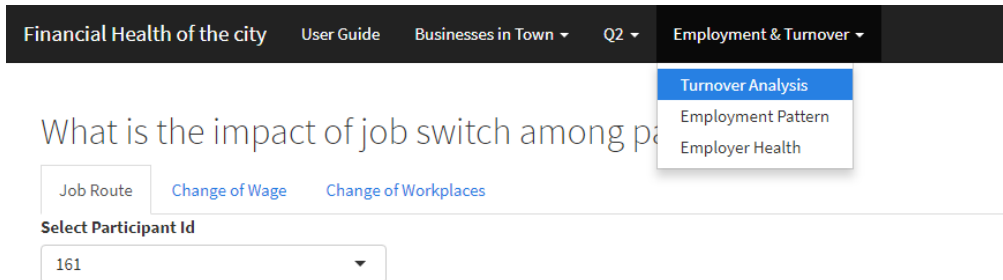 Financial Health of the city User Guide Businesses in Town Q2 Employment & Turnover
Turnover Analysis
Employment Pattern
Employer Health
What is the impact of job switch among
Job Route Change of Wage Change of Workplaces
Select Participant Id
161